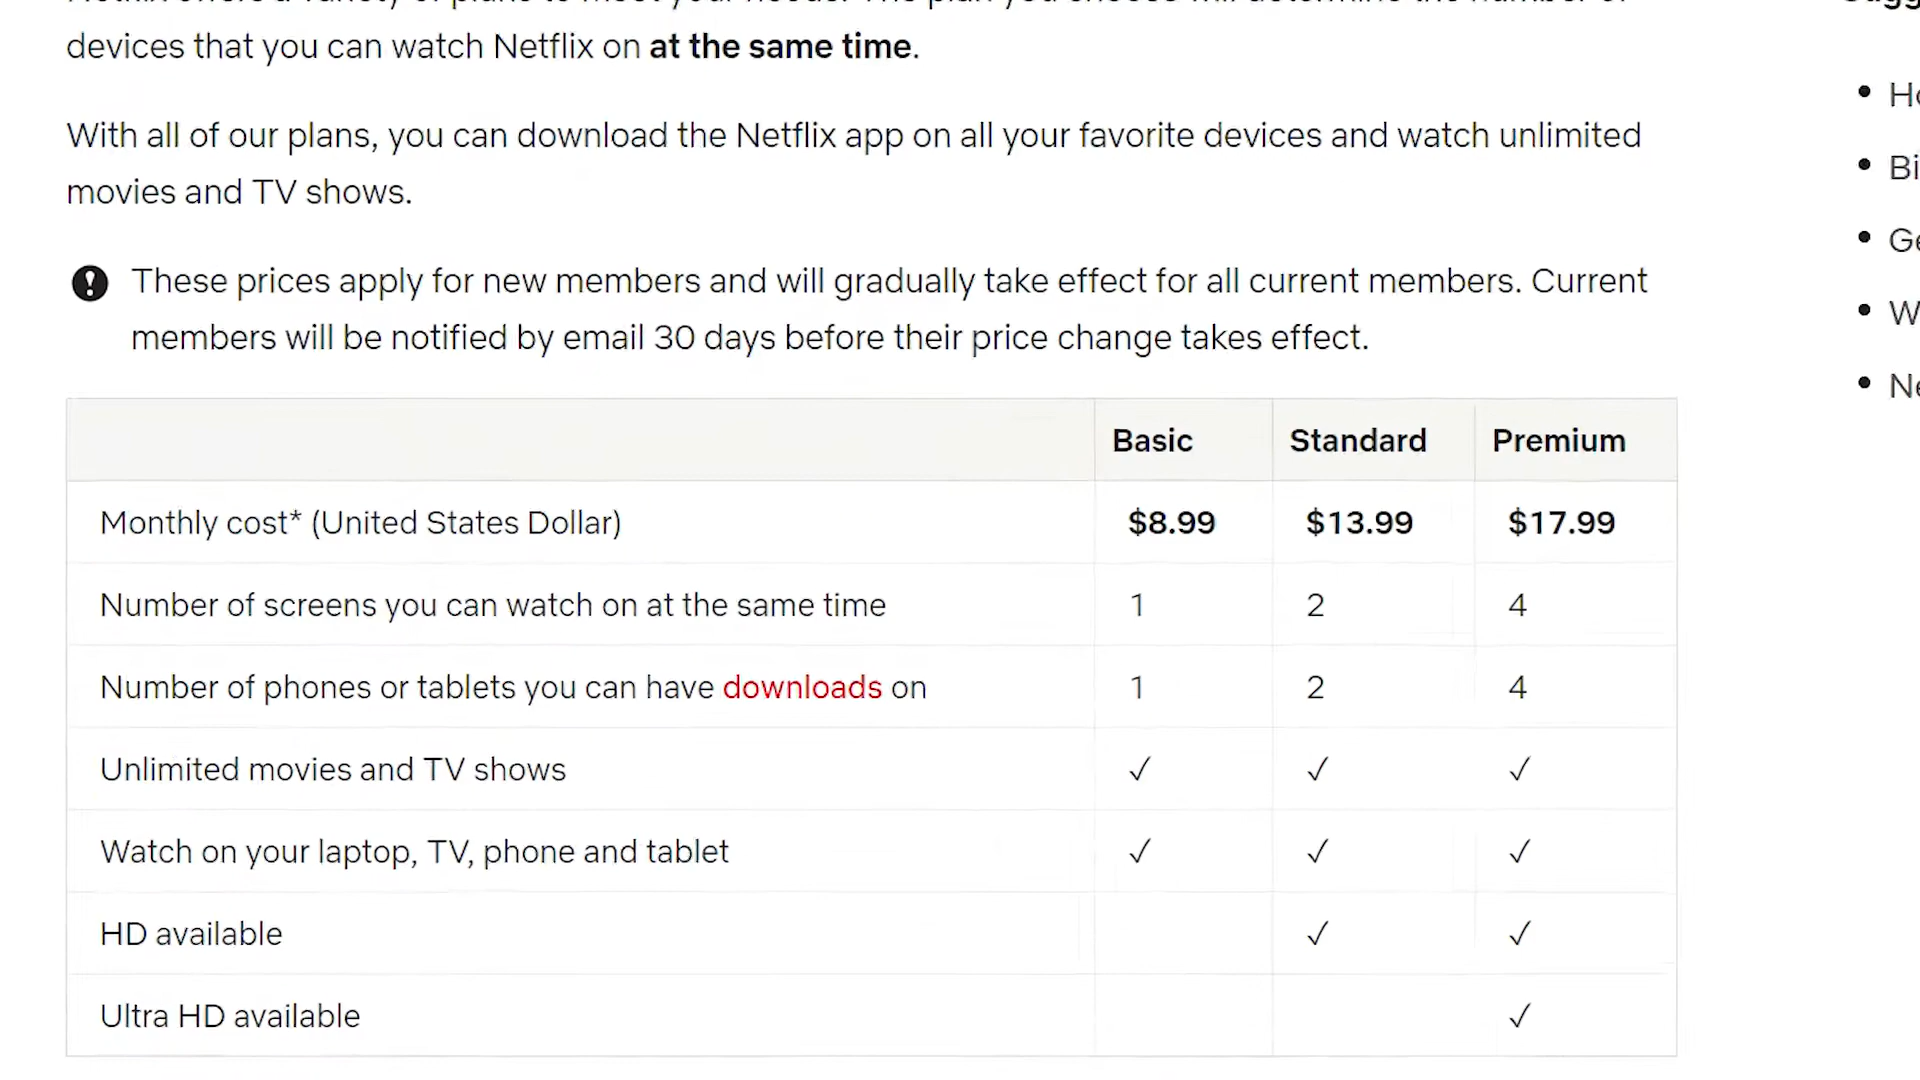 devices that you can watch Netflix on at the same time.
With all of our plans, you can download the Netflix app on all your favorite devices and watch unlimited
movies and TV shows.
These prices apply for new members and will gradually take effect for all current members. Current
members will be notified by email 30 days before their price change takes effect.
Basic Standard Premium
Monthly cost* (United States Dollar) $8.99 $13.99 $17.99
Number of screens you can watch on at the same time 1 2 4
Number of phones or tablets you can have downloads on 1 2 4
Unlimited movies and TV shows ✓ ✓ ✓
Watch on your laptop, TV, phone and tablet ✓ ✓ ✓
HD available ✓ ✓
Ultra HD available ✓